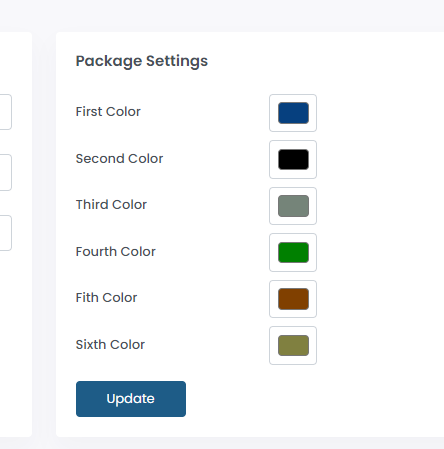 Package Settings
First Color
Second Color
Third Color
Fourth Color
Fith Color
Sixth Color
Update